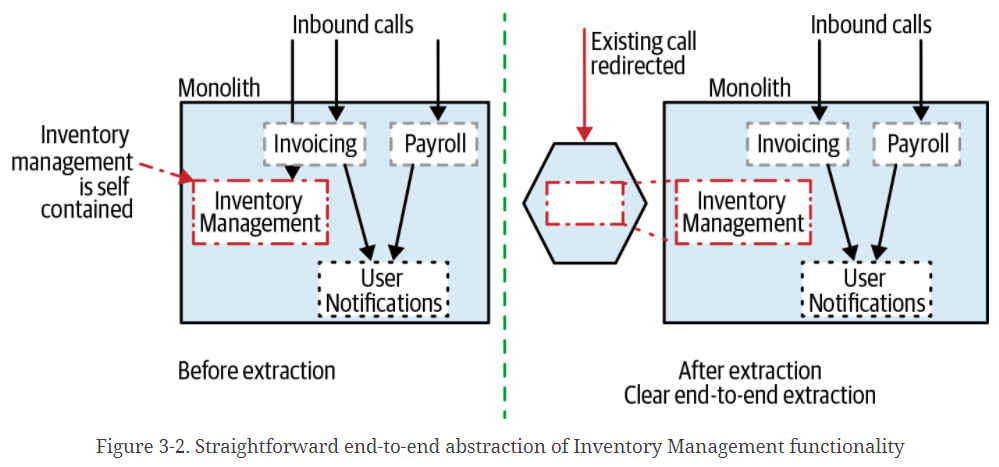 Inbound calls
Monolith
Invoicing
Payroll
Inventory
management
is self
contained
Inventory
Management
User
Notifications
Before extraction
Existing call
redirected
Inbound calls
Monolith
Invoicing
Payroll
Inventory
Management
User
Notifications
After extraction
Clear end-to-end extraction
Figure 3-2. Straightforward end-to-end abstraction of Inventory Management functionality